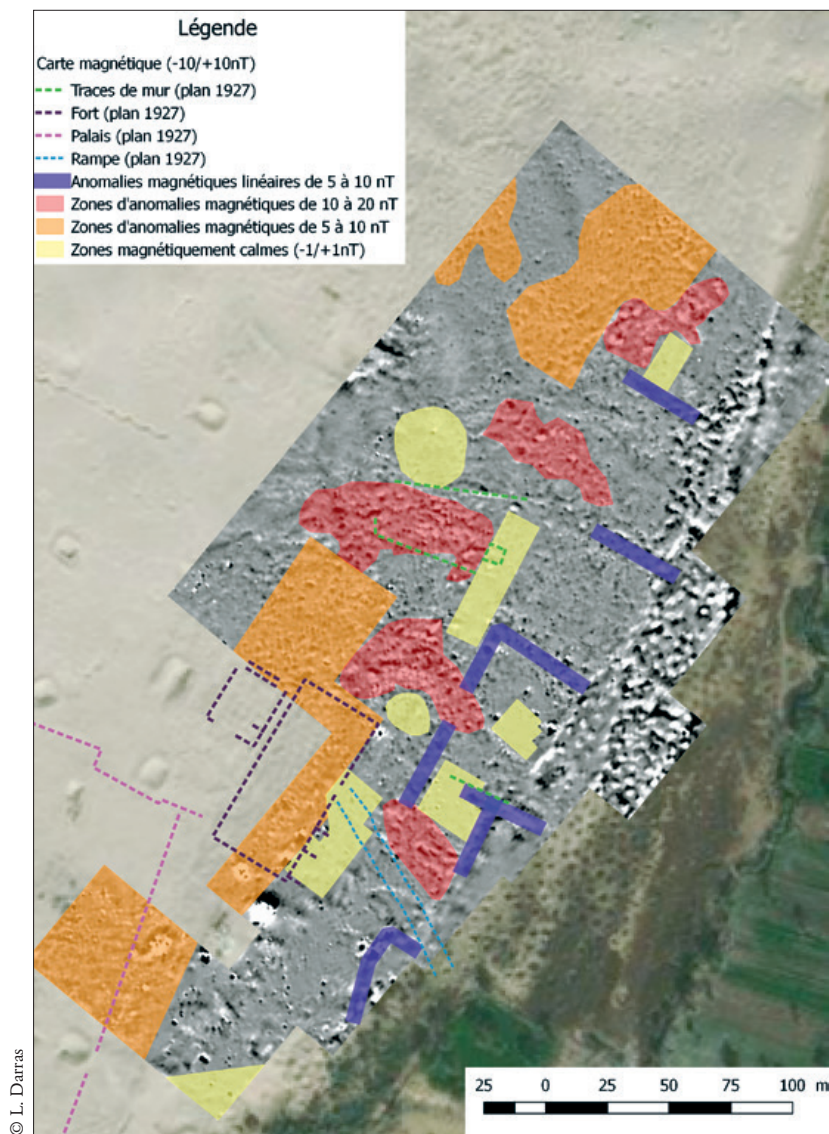 Légende
Carte magnétique (-10/+10nT)
Traces de mur (plan 1927)
Fort (plan 1927)
Palais (plan 1927)
Rampe (plan 1927)
Anomalies magnétiques linéaires de 5 à 10 nT
Zones d'anomalies magnétiques de 10 à 20 nT
Zones d'anomalies magnétiques de 5 à 10 nT
Zones magnétiquement calmes (-1/+1nT)
25 0 25 50 75 100 m
© L. Darras